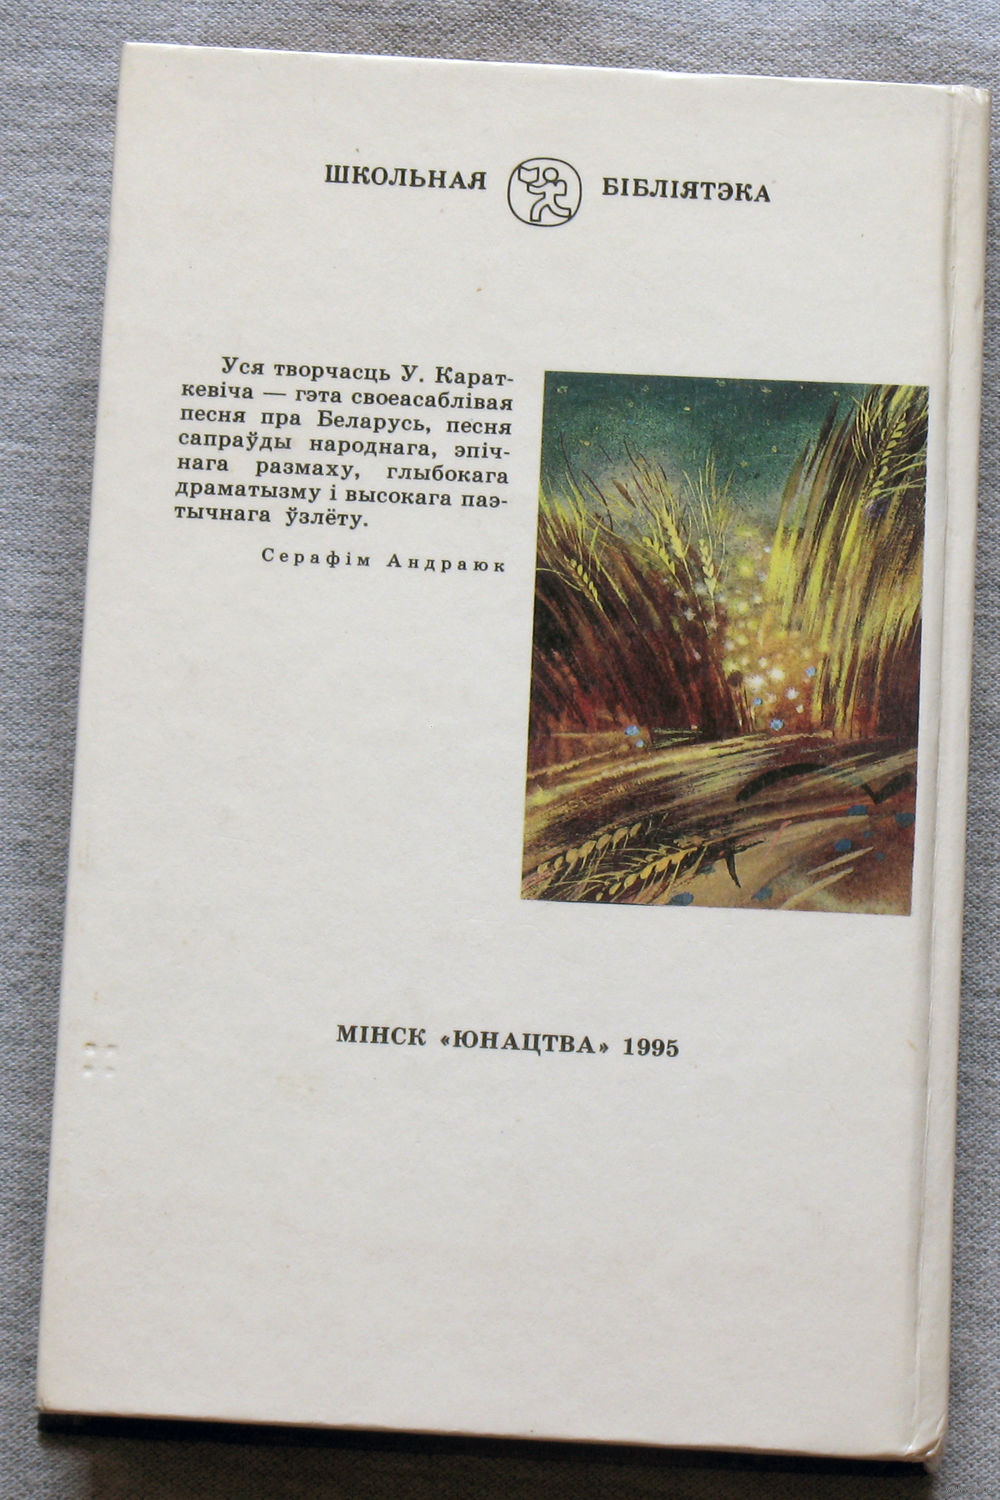 ШКОЛЬНАЯ БІБЛІЯТЭКА
Уся творчасць У. Карат-
кевіча — гэта своеасаблівая
песня пра Беларусь, песня
сапраўды народнага, эпіч-
нага размаху, глыбокага
драматызму і высокага паэ-
тычнага ўзлёту.
Серафім Андраюк
МІНСК «ЮНАЦТВА» 1995